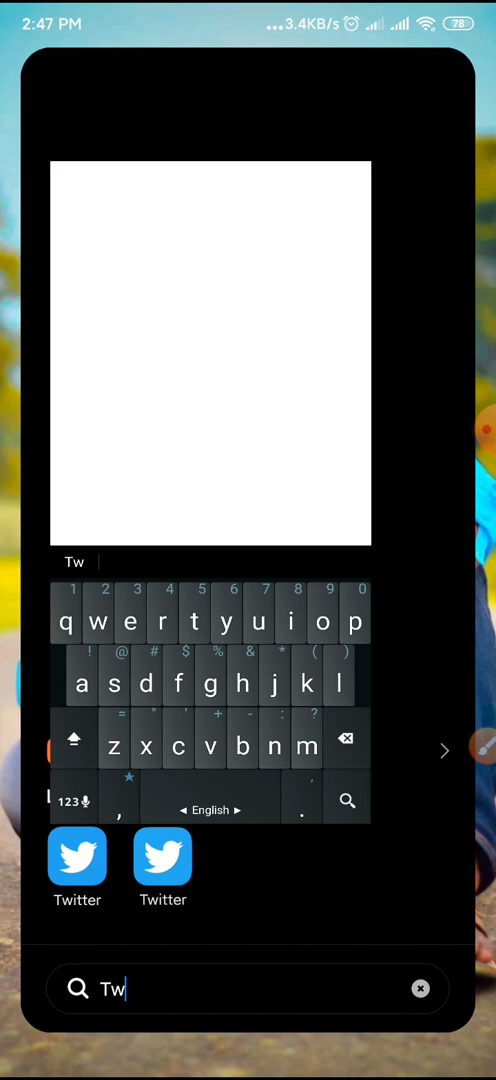 2:47 PM ...3.4KB/s 78
Tw
1 2 3 4 5 6 7 8 9 0
q w e r t y u i o p
! @ # $ % & * ( )
a s d f g h j k l
= " ' + - : ?
z x c v b n m
123 , ◄ English ► . '
Twitter Twitter
Tw